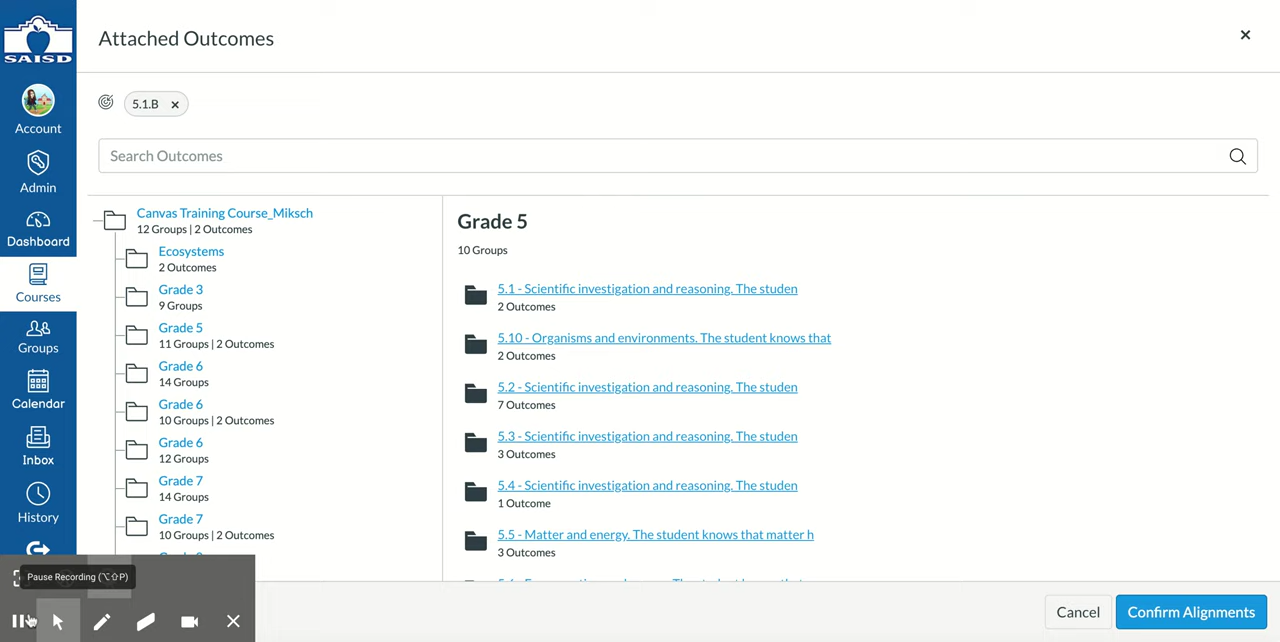 SAISD
Account
Admin
Dashboard
Courses
Groups
Calendar
Inbox
History
Attached Outcomes
5.1.B
Search Outcomes
Canvas Training Course_Miksch
12 Groups | 2 Outcomes
Ecosystems
2 Outcomes
Grade 3
9 Groups
Grade 5
11 Groups | 2 Outcomes
Grade 6
14 Groups
Grade 6
10 Groups | 2 Outcomes
Grade 6
12 Groups
Grade 7
14 Groups
Grade 7
10 Groups | 2 Outcomes
Grade 5
10 Groups
5.1 - Scientific investigation and reasoning. The studen
2 Outcomes
5.10 - Organisms and environments. The student knows that
2 Outcomes
5.2 - Scientific investigation and reasoning. The studen
7 Outcomes
5.3 - Scientific investigation and reasoning. The studen
3 Outcomes
5.4 - Scientific investigation and reasoning. The studen
1 Outcome
5.5 - Matter and energy. The student knows that matter h
3 Outcomes
Pause Recording (⌥⇧P)
Cancel
Confirm Alignments